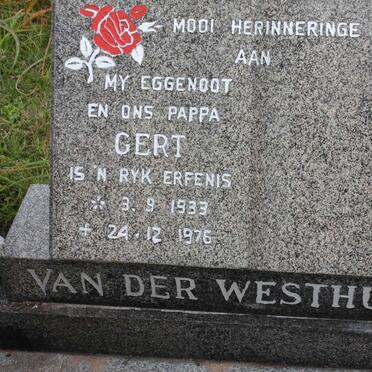 MOOI HERINNERINGE
AAN
MY EGGENOOT
EN ONS PAPPA
GERT
IS 'N RYK ERFENIS
* 3. 9. 1933
+ 24. 12. 1976
VAN DER WESTHU